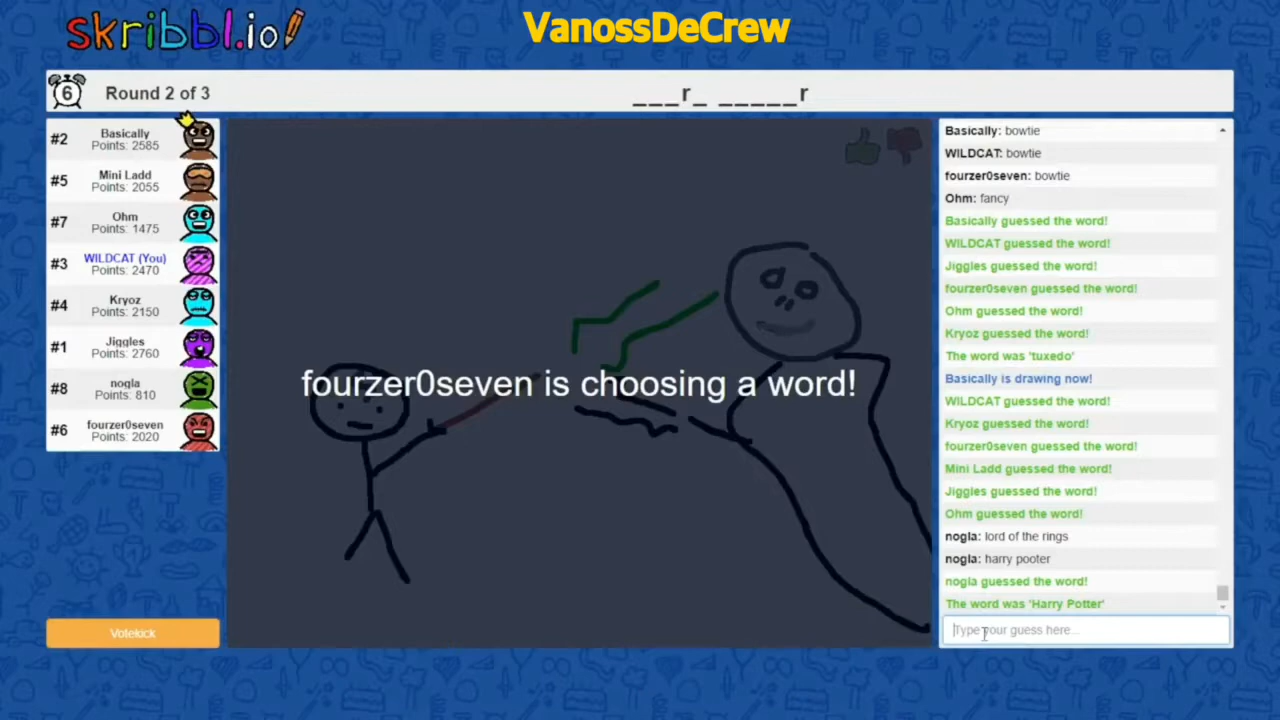 skribbl.io
VanossDeCrew
6
Round 2 of 3
___r_ _____r
#2 Basically
Points: 2585
#5 Mini Ladd
Points: 2055
#7 Ohm
Points: 1475
#3 WILDCAT (You)
Points: 2470
#4 Kryoz
Points: 2150
#1 Jiggles
Points: 2760
#8 nogla
Points: 810
#6 fourzer0seven
Points: 2020
Votekick
fourzer0seven is choosing a word!
Basically: bowtie
WILDCAT: bowtie
fourzer0seven: bowtie
Ohm: fancy
Basically guessed the word!
WILDCAT guessed the word!
Jiggles guessed the word!
fourzer0seven guessed the word!
Ohm guessed the word!
Kryoz guessed the word!
The word was 'tuxedo'
Basically is drawing now!
WILDCAT guessed the word!
Kryoz guessed the word!
fourzer0seven guessed the word!
Mini Ladd guessed the word!
Jiggles guessed the word!
Ohm guessed the word!
nogla: lord of the rings
nogla: harry pooter
nogla guessed the word!
The word was 'Harry Potter'
Type your guess here...